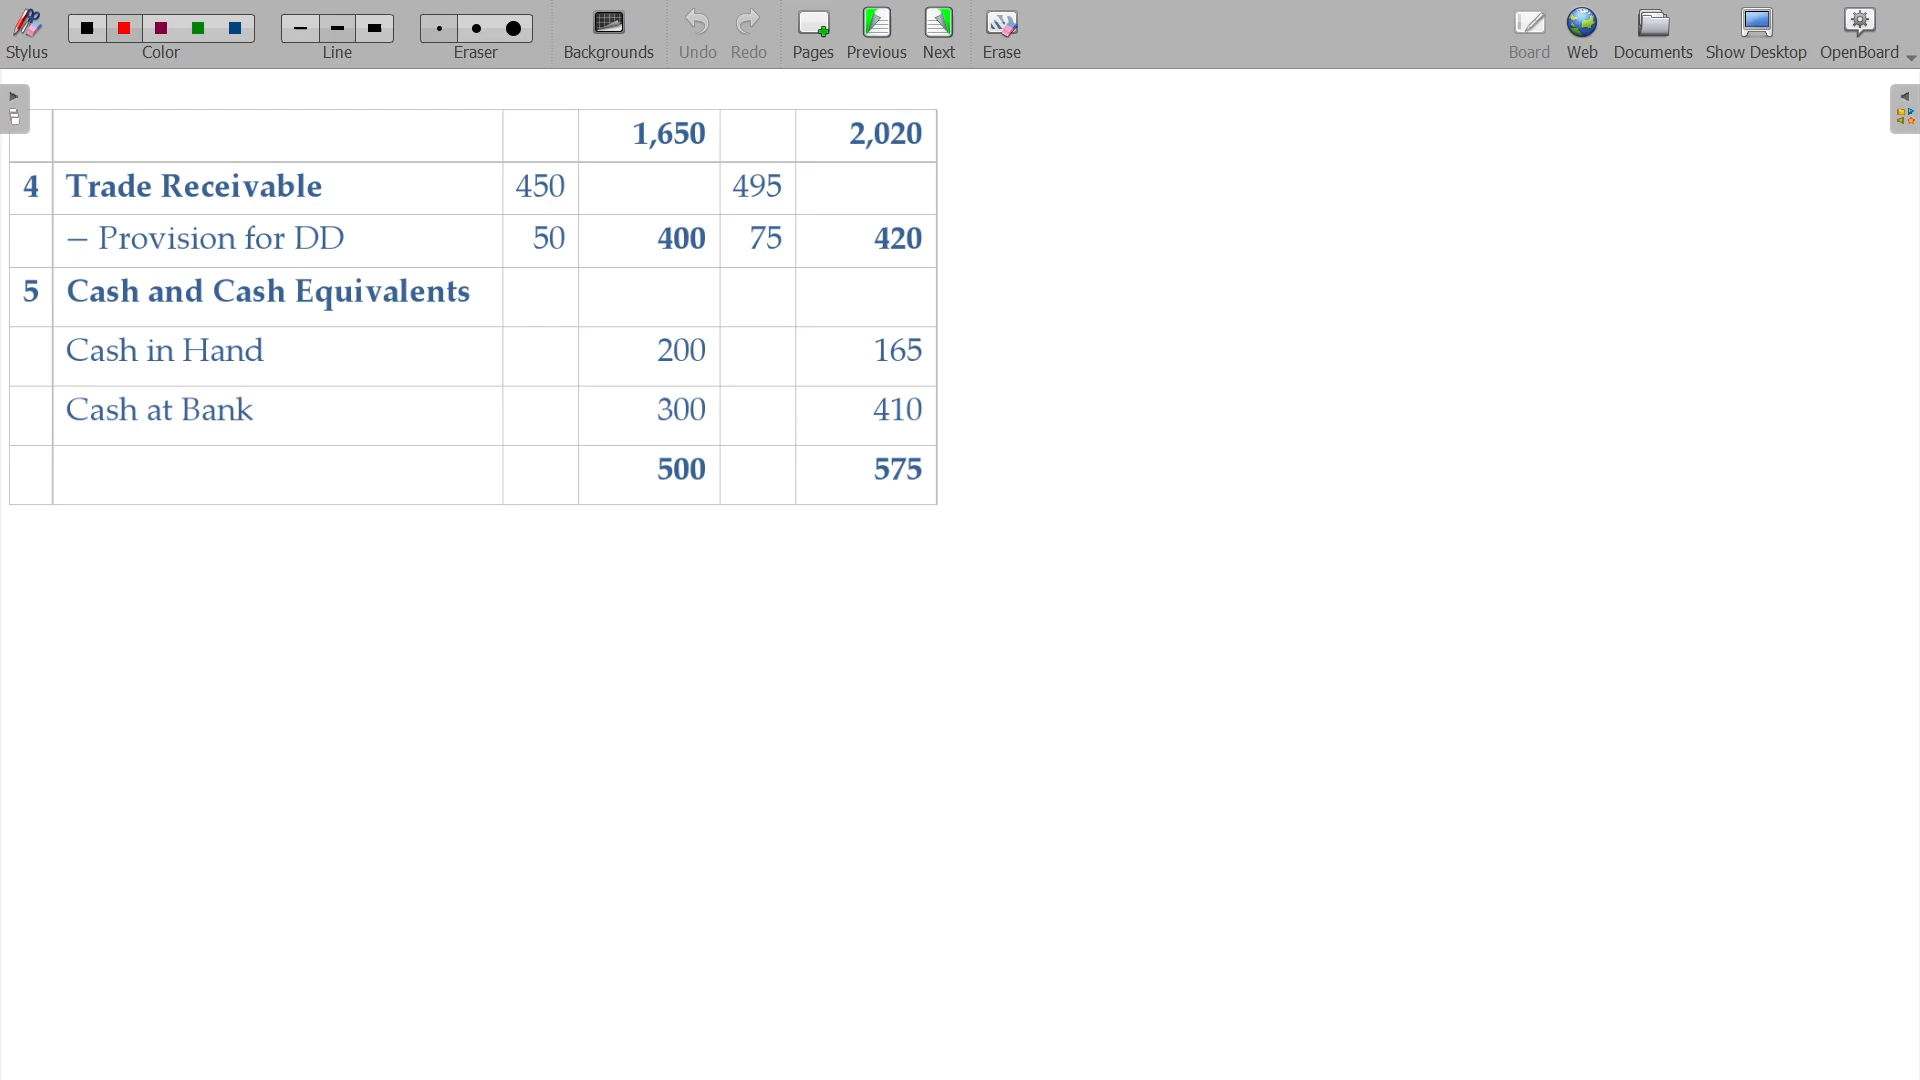 Stylus Color Line Eraser Backgrounds Undo Redo Pages Previous Next Erase Board Web Documents Show Desktop OpenBoard
1,650 2,020
4 Trade Receivable 450 495
– Provision for DD 50 400 75 420
5 Cash and Cash Equivalents
Cash in Hand 200 165
Cash at Bank 300 410
500 575